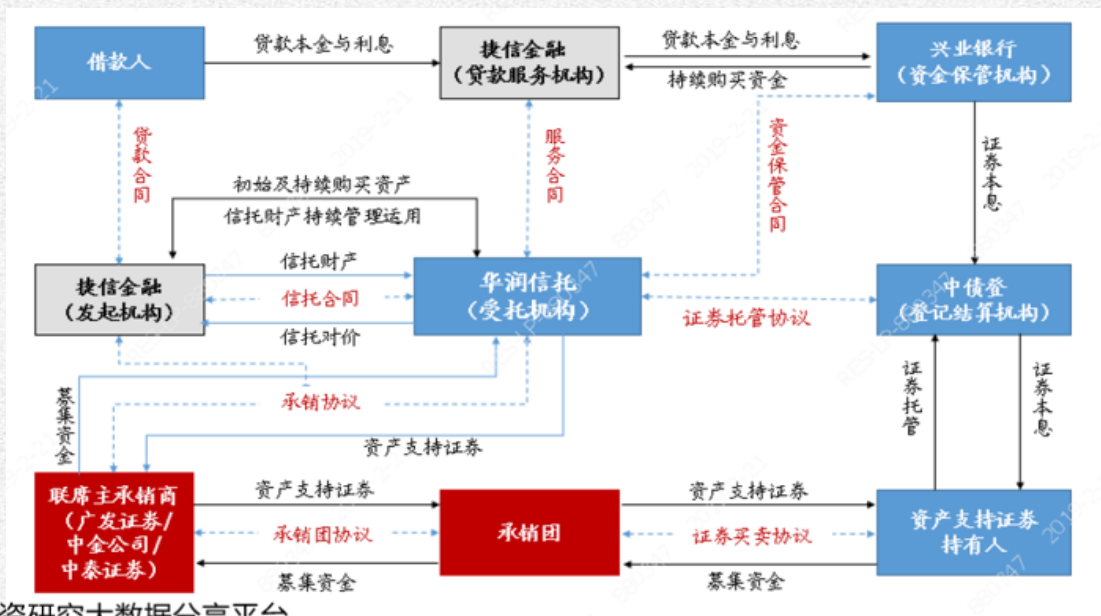 借款人
贷款本金与利息
捷信金融
（贷款服务机构）
贷款本金与利息
持续购买资金
兴业银行
（资金保管机构）
贷款合同
服务合同
资金保管合同
证券本息
初始及持续购买资产
信托财产持续管理运用
捷信金融
（发起机构）
信托财产
信托合同
信托对价
华润信托
（受托机构）
证券托管协议
中债登
（登记结算机构）
募集资金
承销协议
资产支持证券
证券托管
证券本息
联席主承销商
（广发证券/
中金公司/
中泰证券）
资产支持证券
承销团协议
募集资金
承销团
资产支持证券
证券买卖协议
募集资金
资产支持证券
持有人
资研究大数据分享平台
2019-2-21
880347
RES-LP-880347